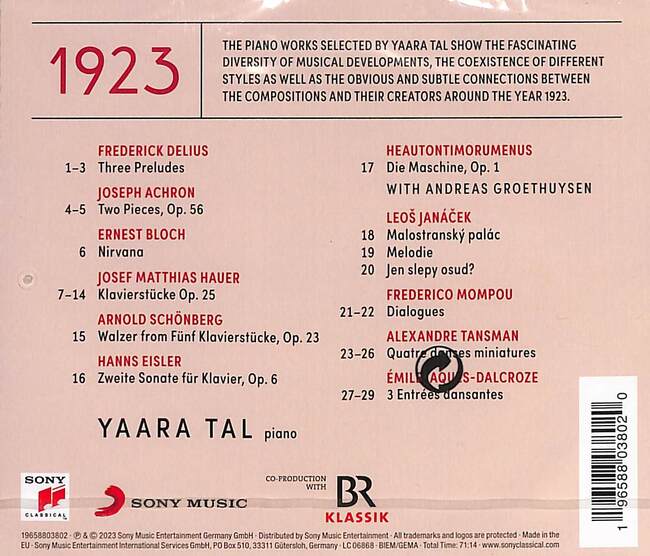 1923
THE PIANO WORKS SELECTED BY YAARA TAL SHOW THE FASCINATING
DIVERSITY OF MUSICAL DEVELOPMENTS, THE COEXISTENCE OF DIFFERENT
STYLES AS WELL AS THE OBVIOUS AND SUBTLE CONNECTIONS BETWEEN
THE COMPOSITIONS AND THEIR CREATORS AROUND THE YEAR 1923.
FREDERICK DELIUS
1–3 Three Preludes
JOSEPH ACHRON
4–5 Two Pieces, Op. 56
ERNEST BLOCH
6 Nirvana
JOSEF MATTHIAS HAUER
7–14 Klavierstücke Op. 25
ARNOLD SCHÖNBERG
15 Walzer from Fünf Klavierstücke, Op. 23
HANNS EISLER
16 Zweite Sonate für Klavier, Op. 6
YAARA TAL piano
HEAUTONTIMORUMENUS
17 Die Maschine, Op. 1
WITH ANDREAS GROETHUYSEN
LEOŠ JANÁČEK
18 Malostranský palác
19 Melodie
20 Jen slepy osud?
FREDERICO MOMPOU
21–22 Dialogues
ALEXANDRE TANSMAN
23–26 Quatre danses miniatures
ÉMILE JAQUES-DALCROZE
27–29 3 Entrées dansantes
1 96588 03802 0
SONY
CLASSICAL
SONY MUSIC
CO-PRODUCTION
WITH
BR
KLASSIK
19658803802 · ℗ & © 2023 Sony Music Entertainment Germany GmbH · Distributed by Sony Music Entertainment · All trademarks and logos are protected · Made in the
EU · Sony Music Entertainment International Services GmbH, PO Box 510, 33311 Gütersloh, Germany · LC 06868 · BIEM/GEMA · Total Time: 71:14 · www.sonyclassical.com